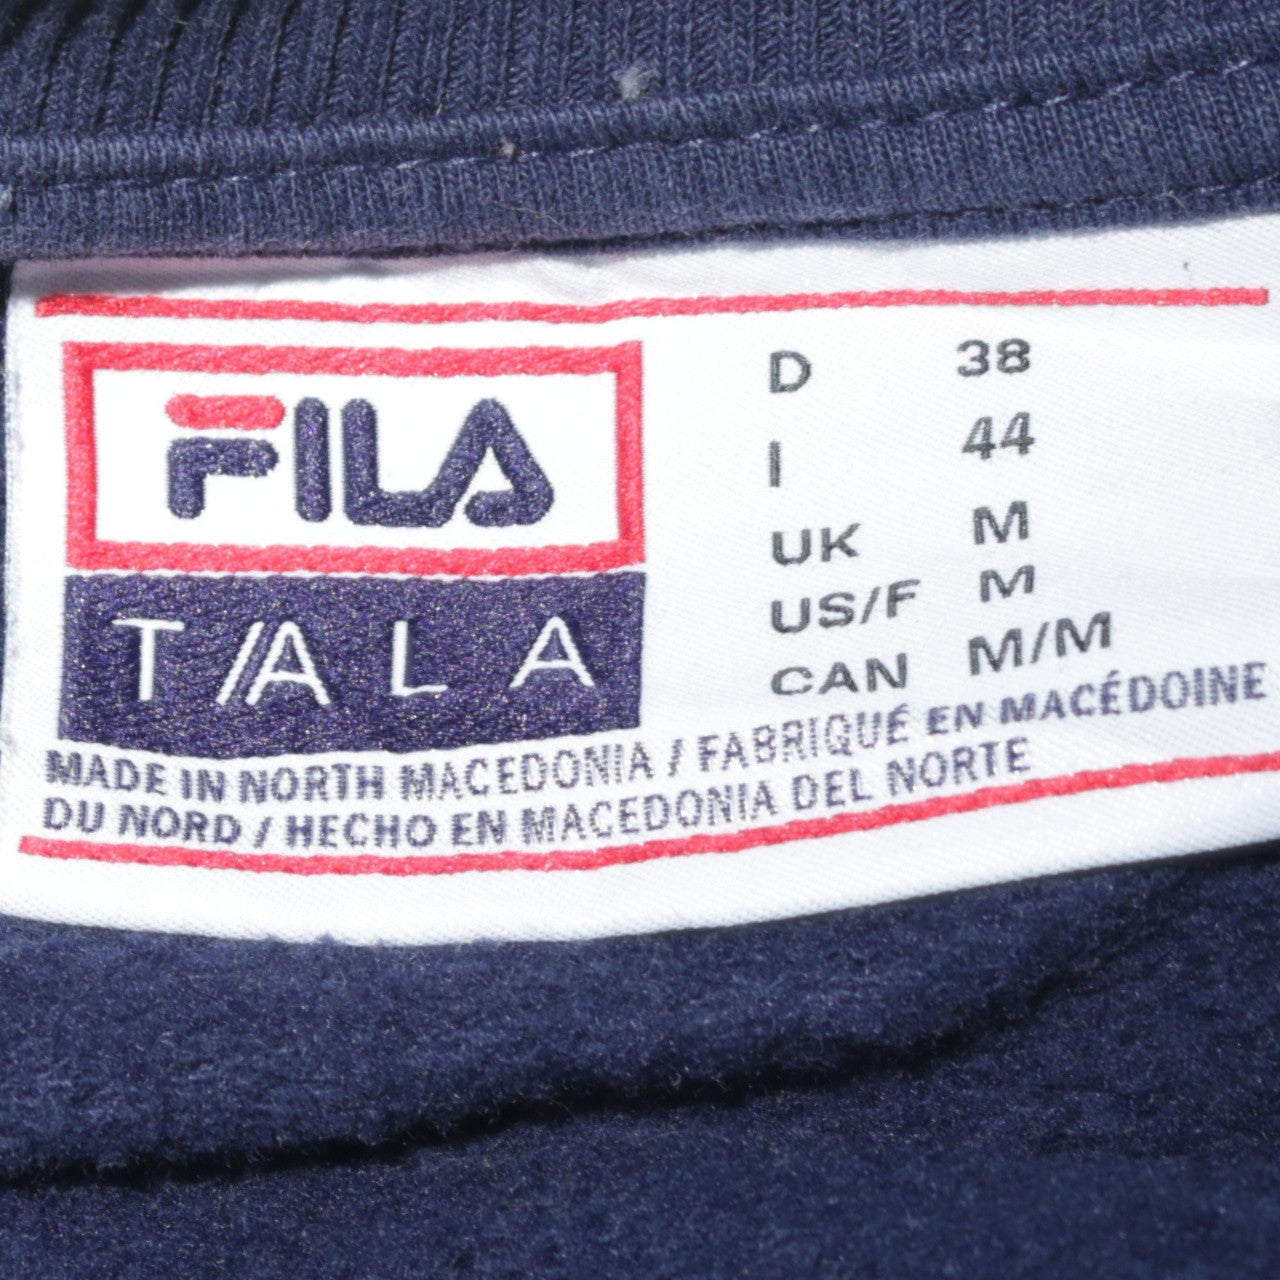 FILA
TALA
D 38
I 44
UK M
US/F M
CAN M/M
MADE IN NORTH MACEDONIA / FABRIQUÉ EN MACÉDOINE
DU NORD / HECHO EN MACEDONIA DEL NORTE